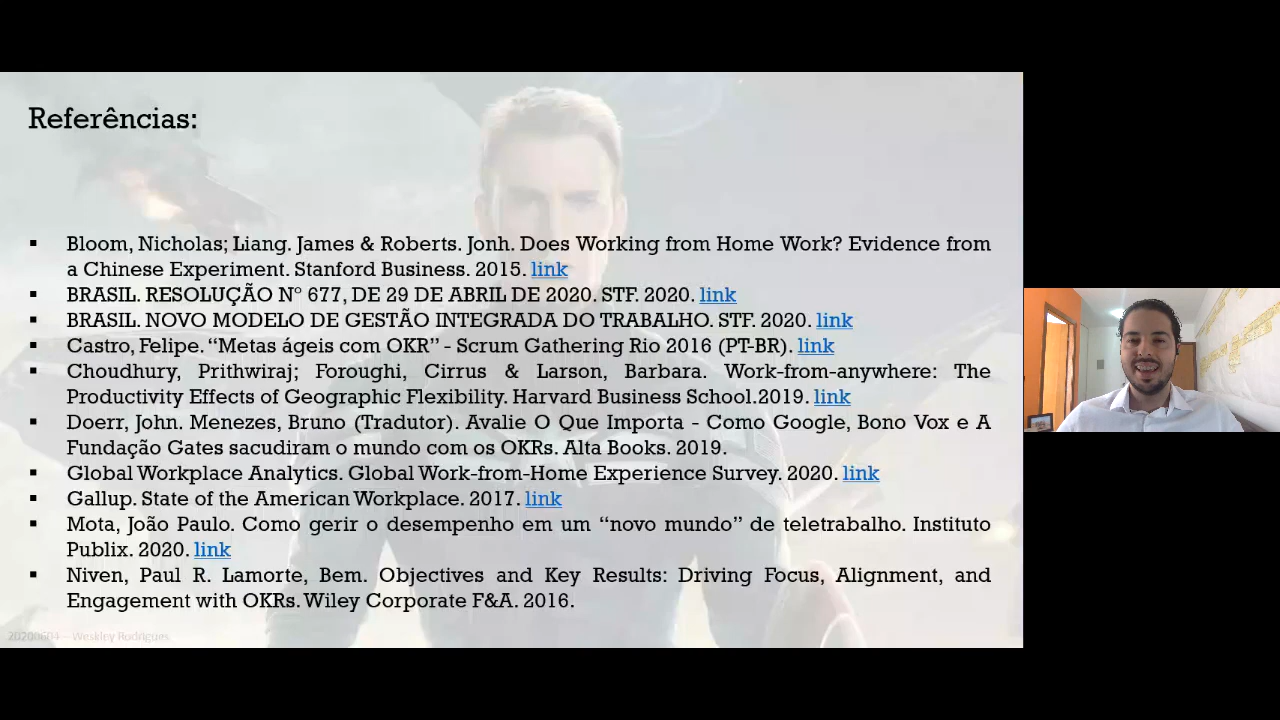 Referências:
▪ Bloom, Nicholas; Liang. James & Roberts. Jonh. Does Working from Home Work? Evidence from
a Chinese Experiment. Stanford Business. 2015. link
▪ BRASIL. RESOLUÇÃO Nº 677, DE 29 DE ABRIL DE 2020. STF. 2020. link
▪ BRASIL. NOVO MODELO DE GESTÃO INTEGRADA DO TRABALHO. STF. 2020. link
▪ Castro, Felipe. “Metas ágeis com OKR” - Scrum Gathering Rio 2016 (PT-BR). link
▪ Choudhury, Prithwiraj; Foroughi, Cirrus & Larson, Barbara. Work-from-anywhere: The
Productivity Effects of Geographic Flexibility. Harvard Business School.2019. link
▪ Doerr, John. Menezes, Bruno (Tradutor). Avalie O Que Importa - Como Google, Bono Vox e A
Fundação Gates sacudiram o mundo com os OKRs. Alta Books. 2019.
▪ Global Workplace Analytics. Global Work-from-Home Experience Survey. 2020. link
▪ Gallup. State of the American Workplace. 2017. link
▪ Mota, João Paulo. Como gerir o desempenho em um “novo mundo” de teletrabalho. Instituto
Publix. 2020. link
▪ Niven, Paul R. Lamorte, Bem. Objectives and Key Results: Driving Focus, Alignment, and
Engagement with OKRs. Wiley Corporate F&A. 2016.
20200604 – Weslley Rodrigues